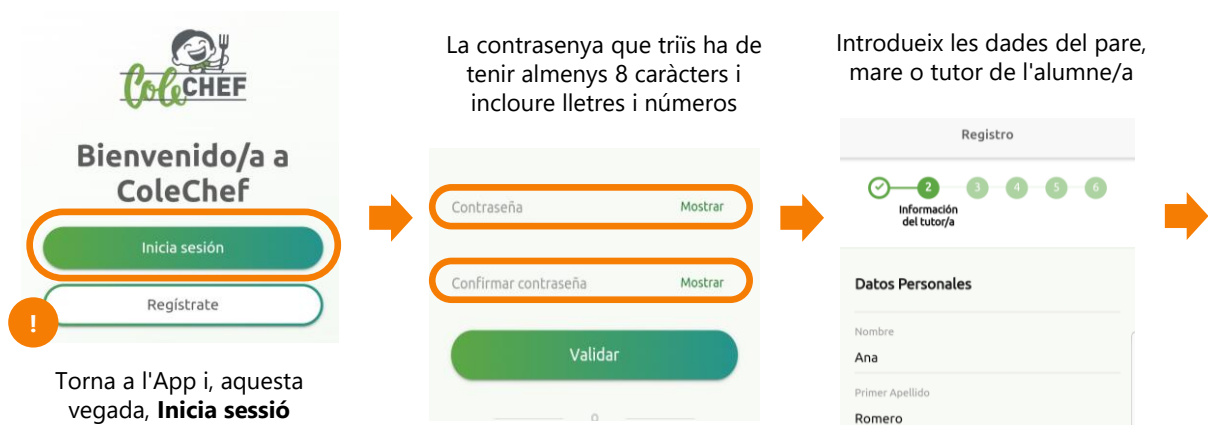 ColeCHEF
Bienvenido/a a
ColeChef
Inicia sesión
Regístrate
!
Torna a l'App i, aquesta
vegada, Inicia sessió
La contrasenya que triïs ha de
tenir almenys 8 caràcters i
incloure lletres i números
Contraseña Mostrar
Confirmar contraseña Mostrar
Validar
o
Introdueix les dades del pare,
mare o tutor de l'alumne/a
Registro
2 3 4 5 6
Información
del tutor/a
Datos Personales
Nombre
Ana
Primer Apellido
Romero